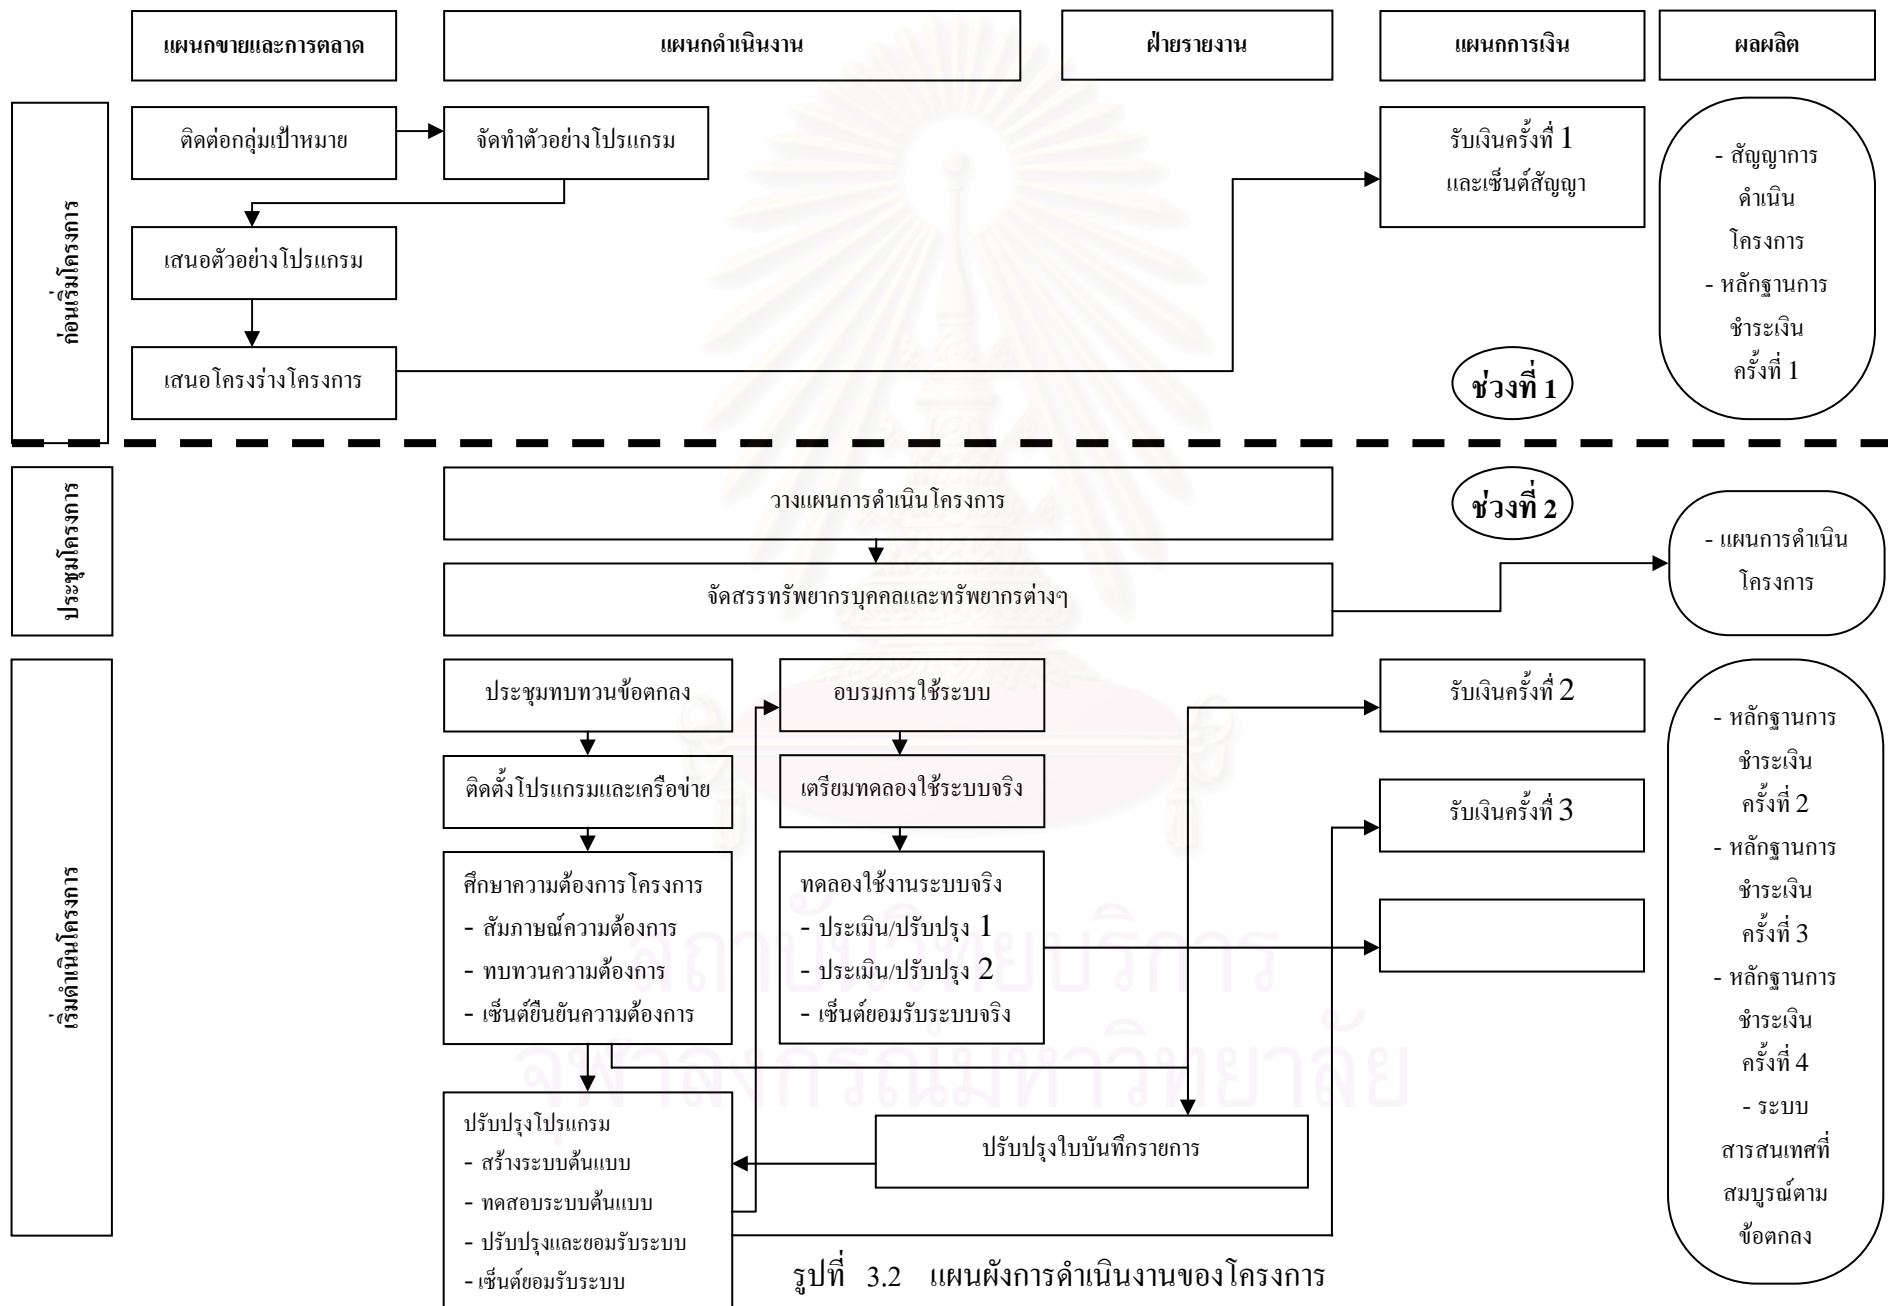 แผนกขายและการตลาด
แผนกดำเนินงาน
ฝ่ายรายงาน
แผนกการเงิน
ผลผลิต
ก่อนเริ่มโครงการ
ติดต่อกลุ่มเป้าหมาย
จัดทำตัวอย่างโปรแกรม
รับเงินครั้งที่ 1
และเซ็นต์สัญญา
- สัญญาการ
ดำเนิน
โครงการ
- หลักฐานการ
ชำระเงิน
ครั้งที่ 1
เสนอตัวอย่างโปรแกรม
เสนอโครงร่างโครงการ
ช่วงที่ 1
ประชุมโครงการ
วางแผนการดำเนินโครงการ
ช่วงที่ 2
จัดสรรทรัพยากรบุคคลและทรัพยากรต่างๆ
- แผนการดำเนิน
โครงการ
เริ่มดำเนินโครงการ
ประชุมทบทวนข้อตกลง
อบรมการใช้ระบบ
รับเงินครั้งที่ 2
ติดตั้งโปรแกรมและเครือข่าย
เตรียมทดลองใช้ระบบจริง
รับเงินครั้งที่ 3
ศึกษาความต้องการโครงการ
- สัมภาษณ์ความต้องการ
- ทบทวนความต้องการ
- เซ็นต์ยืนยันความต้องการ
ทดลองใช้งานระบบจริง
- ประเมิน/ปรับปรุง 1
- ประเมิน/ปรับปรุง 2
- เซ็นต์ยอมรับระบบจริง
- หลักฐานการ
ชำระเงิน
ครั้งที่ 2
- หลักฐานการ
ชำระเงิน
ครั้งที่ 3
- หลักฐานการ
ชำระเงิน
ครั้งที่ 4
- ระบบ
สารสนเทศที่
สมบูรณ์ตาม
ข้อตกลง
ปรับปรุงโปรแกรม
- สร้างระบบต้นแบบ
- ทดสอบระบบต้นแบบ
- ปรับปรุงและยอมรับระบบ
- เซ็นต์ยอมรับระบบ
ปรับปรุงใบบันทึกรายการ
สถาบันวิทยบริการ
จุฬาลงกรณ์มหาวิทยาลัย
รูปที่ 3.2 แผนผังการดำเนินงานของโครงการ